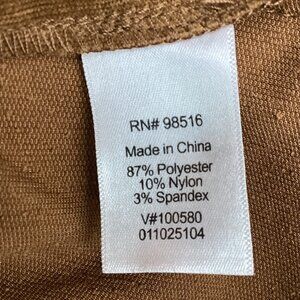 RN# 98516
Made in China
87% Polyester
10% Nylon
3% Spandex
V#100580
011025104